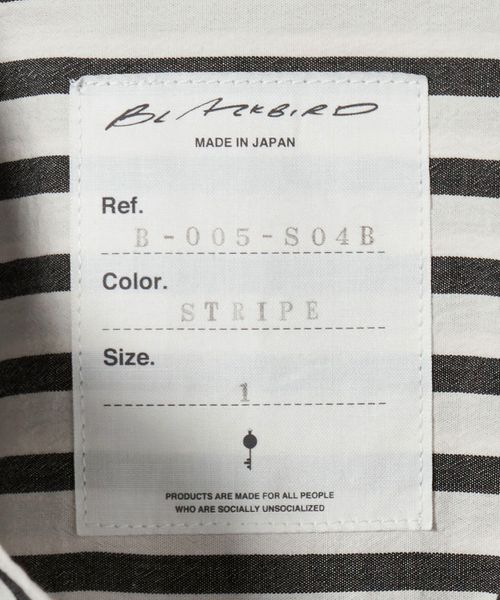 BLACKBIRD
MADE IN JAPAN
Ref.
B-005-S04B
Color.
STRIPE
Size.
1
PRODUCTS ARE MADE FOR ALL PEOPLE
WHO ARE SOCIALLY UNSOCIALIZED